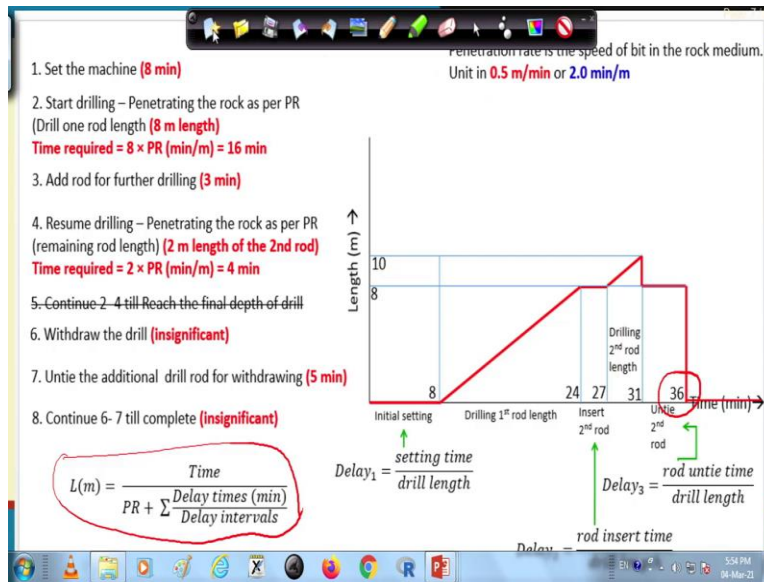 Penetration rate is the speed of bit in the rock medium.
Unit in 0.5 m/min or 2.0 min/m
1. Set the machine (8 min)
2. Start drilling – Penetrating the rock as per PR
(Drill one rod length (8 m length)
Time required = 8 × PR (min/m) = 16 min
3. Add rod for further drilling (3 min)
4. Resume drilling – Penetrating the rock as per PR
(remaining rod length) (2 m length of the 2nd rod)
Time required = 2 × PR (min/m) = 4 min
5. Continue 2-4 till Reach the final depth of drill
6. Withdraw the drill (insignificant)
7. Untie the additional drill rod for withdrawing (5 min)
8. Continue 6- 7 till complete (insignificant)
L(m) = Time / PR + ∑ Delay times (min) / Delay intervals
Length (m) →
10
8
Drilling
2nd rod
length
8 24 27 31 36
Time (min) →
Initial setting
Drilling 1st rod length
Insert
2nd rod
Untie
2nd
rod
Delay1 = setting time / drill length
Delay3 = rod untie time / drill length
rod insert time
EN
5:54 PM
04-Mar-21